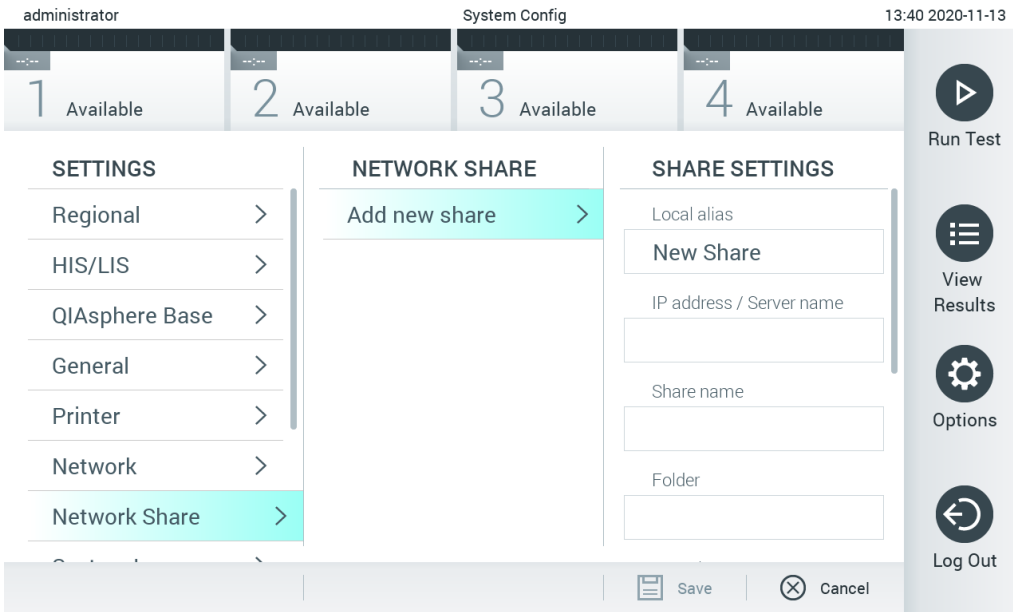 administrator
System Config
13:40 2020-11-13
--:--
--:--
--:--
--:--
1 Available
2 Available
3 Available
4 Available
Run Test
View
Results
Options
Log Out
SETTINGS
Regional
HIS/LIS
QIAsphere Base
General
Printer
Network
Network Share
NETWORK SHARE
Add new share
SHARE SETTINGS
Local alias
New Share
IP address / Server name
Share name
Folder
Save
Cancel